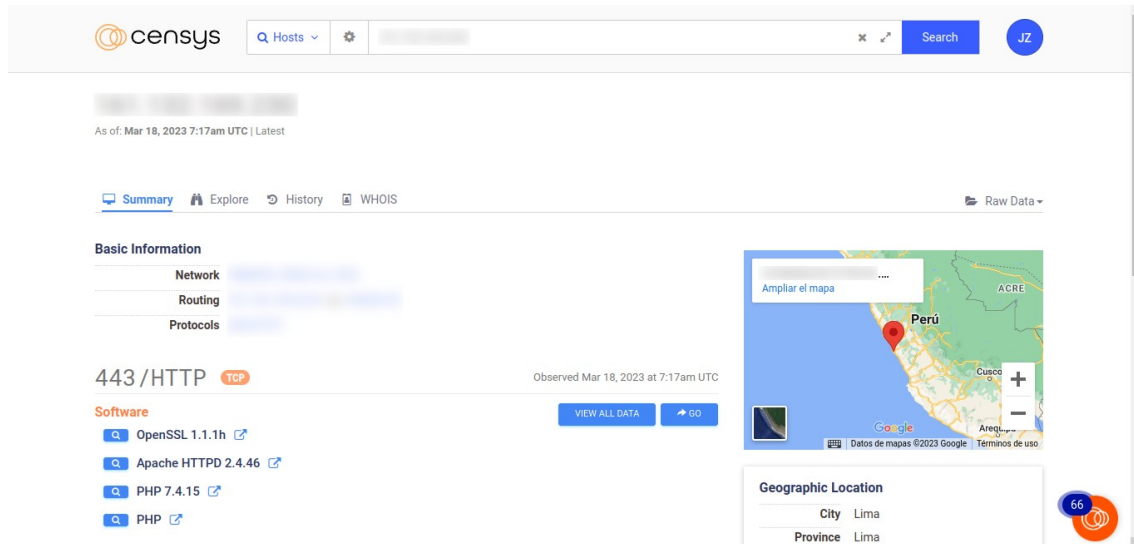 censys
Hosts
Search
JZ
As of: Mar 18, 2023 7:17am UTC | Latest
Summary
Explore
History
WHOIS
Raw Data
Basic Information
Network
Routing
Protocols
443/HTTP TCP
Observed Mar 18, 2023 at 7:17am UTC
Software
VIEW ALL DATA
GO
OpenSSL 1.1.1h
Apache HTTPD 2.4.46
PHP 7.4.15
PHP
....
Ampliar el mapa
ACRE
Perú
Cusco
Google
Datos de mapas ©2023 Google
Términos de uso
Geographic Location
City Lima
Province Lima
66